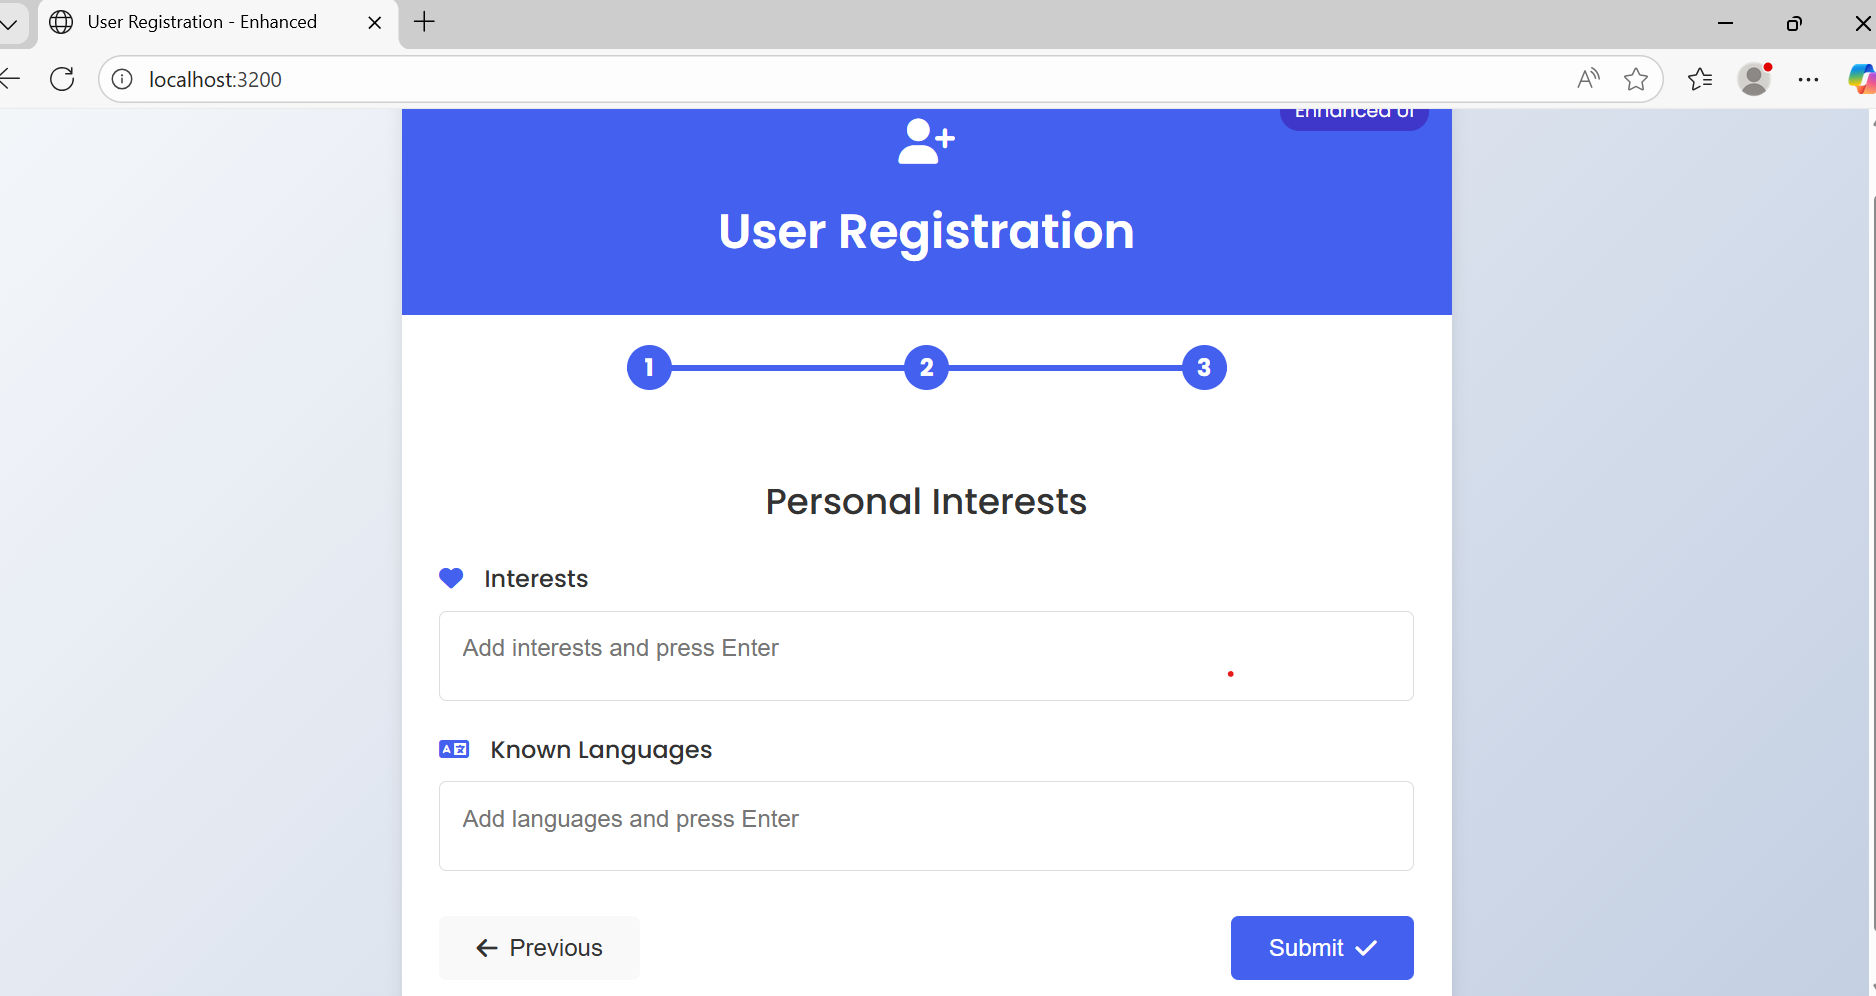 User Registration - Enhanced
localhost:3200
Enhanced UI
User Registration
1 2 3
Personal Interests
Interests
Add interests and press Enter
Known Languages
Add languages and press Enter
Previous
Submit